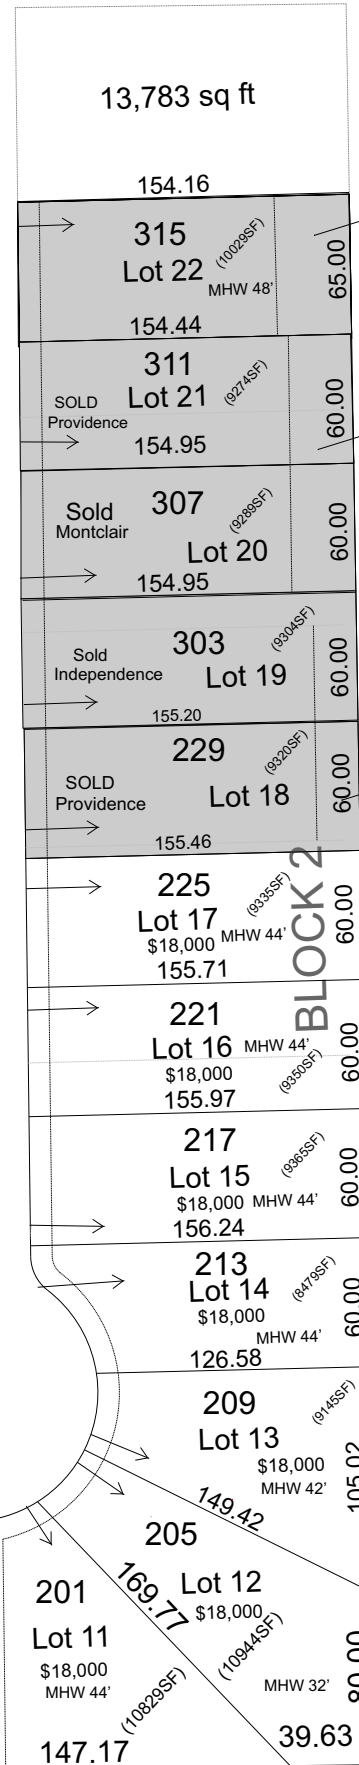 13,783 sq ft
154.16
315
(10029SF)
Lot 22
MHW 48'
65.00
154.44
311
Lot 21
(9274SF)
SOLD
Providence
60.00
154.95
Sold
Montclair
307
(9289SF)
Lot 20
60.00
154.95
303
(9304SF)
Sold
Independence
Lot 19
60.00
155.20
229
(9320SF)
SOLD
Providence
Lot 18
60.00
155.46
BLOCK 2
225
(9335SF)
Lot 17
$18,000
MHW 44'
60.00
155.71
221
Lot 16
MHW 44'
$18,000
(9350SF)
60.00
155.97
217
(9365SF)
Lot 15
$18,000
MHW 44'
60.00
156.24
213
Lot 14
(8479SF)
$18,000
MHW 44'
60.00
126.58
209
(9145SF)
Lot 13
$18,000
MHW 42'
105.02
149.42
205
Lot 12
$18,000
169.77
(10944SF)
MHW 32'
80.00
39.63
201
Lot 11
$18,000
MHW 44'
(10829SF)
147.17